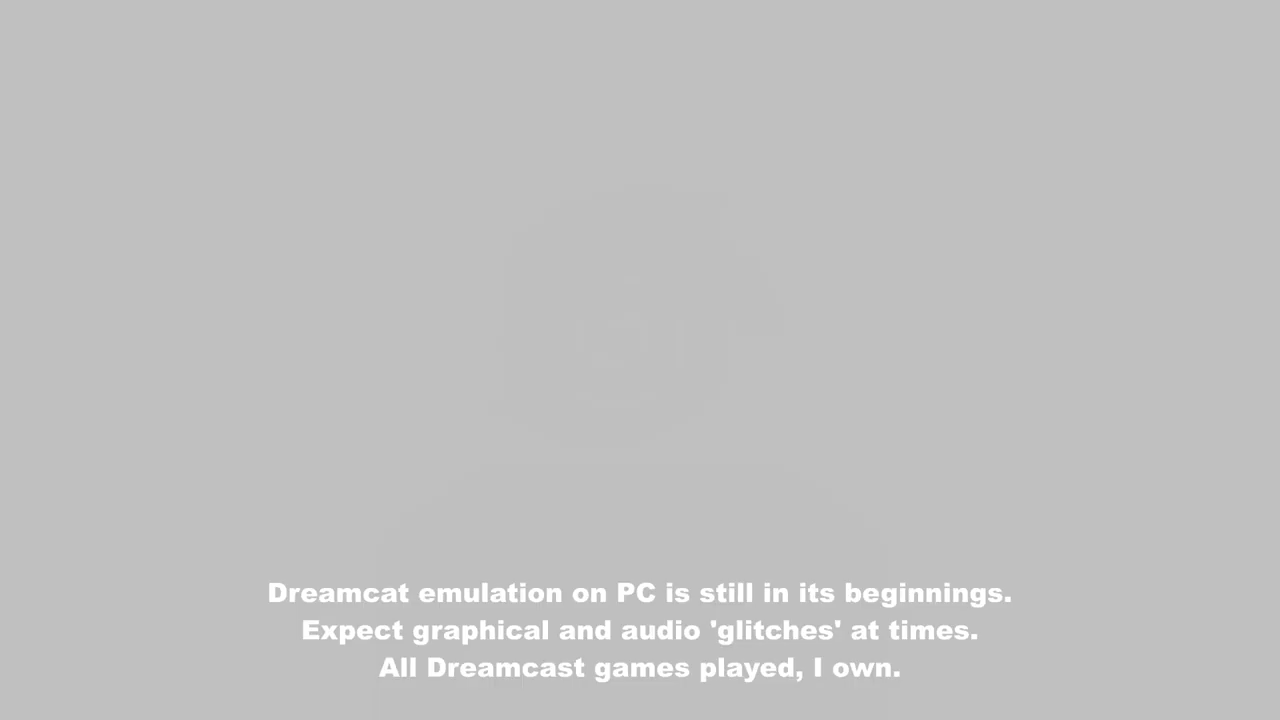 Dreamcat emulation on PC is still in its beginnings.
Expect graphical and audio 'glitches' at times.
All Dreamcast games played, I own.